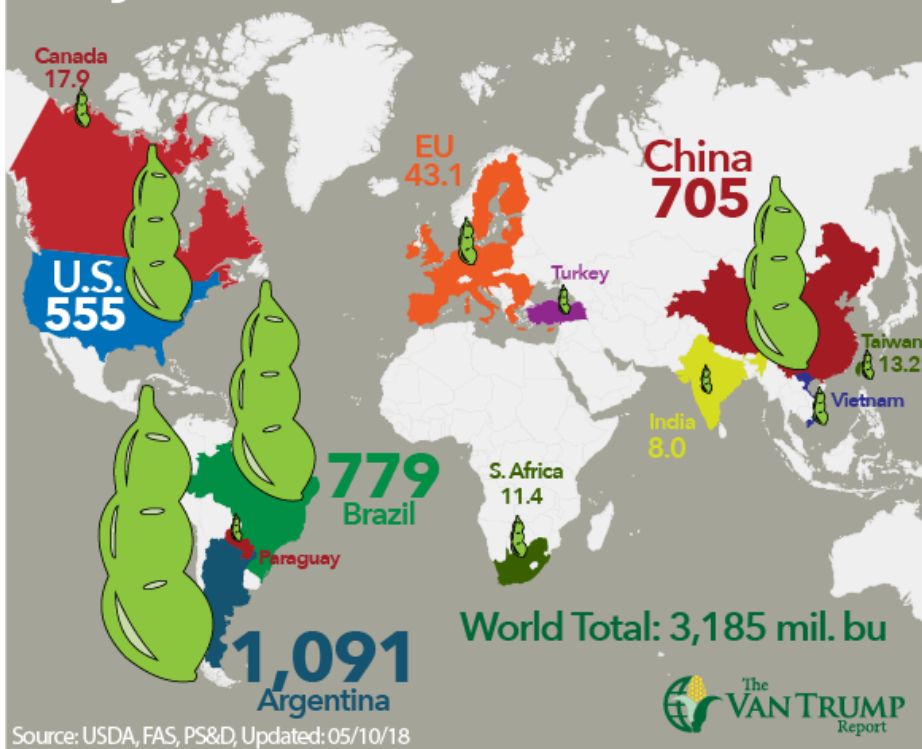 Canada
17.9
EU
43.1
China
705
U.S.
555
Turkey
Taiwan
13.2
Vietnam
India
8.0
S. Africa
11.4
779
Brazil
Paraguay
World Total: 3,185 mil. bu
1,091
Argentina
The
VAN TRUMP
Report
Source: USDA, FAS, PS&D, Updated: 05/10/18